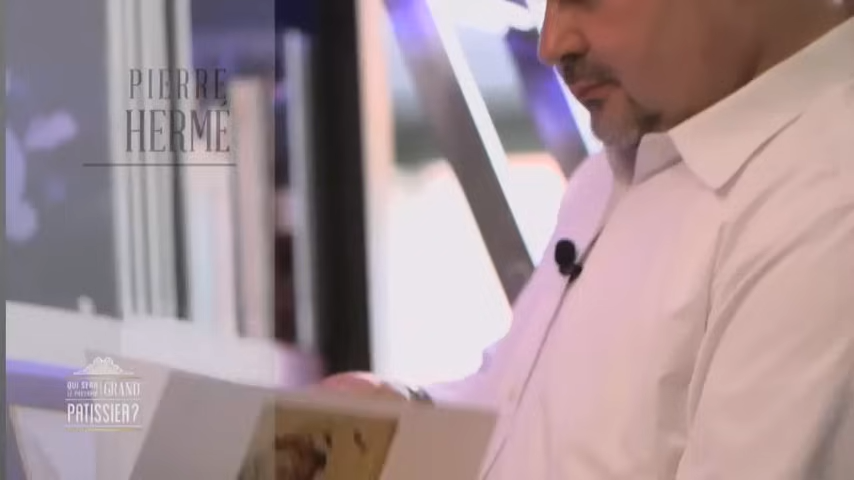 PIERRE
HERMÉ
QUI SERA
LE PROCHAIN
GRAND
PATISSIER?